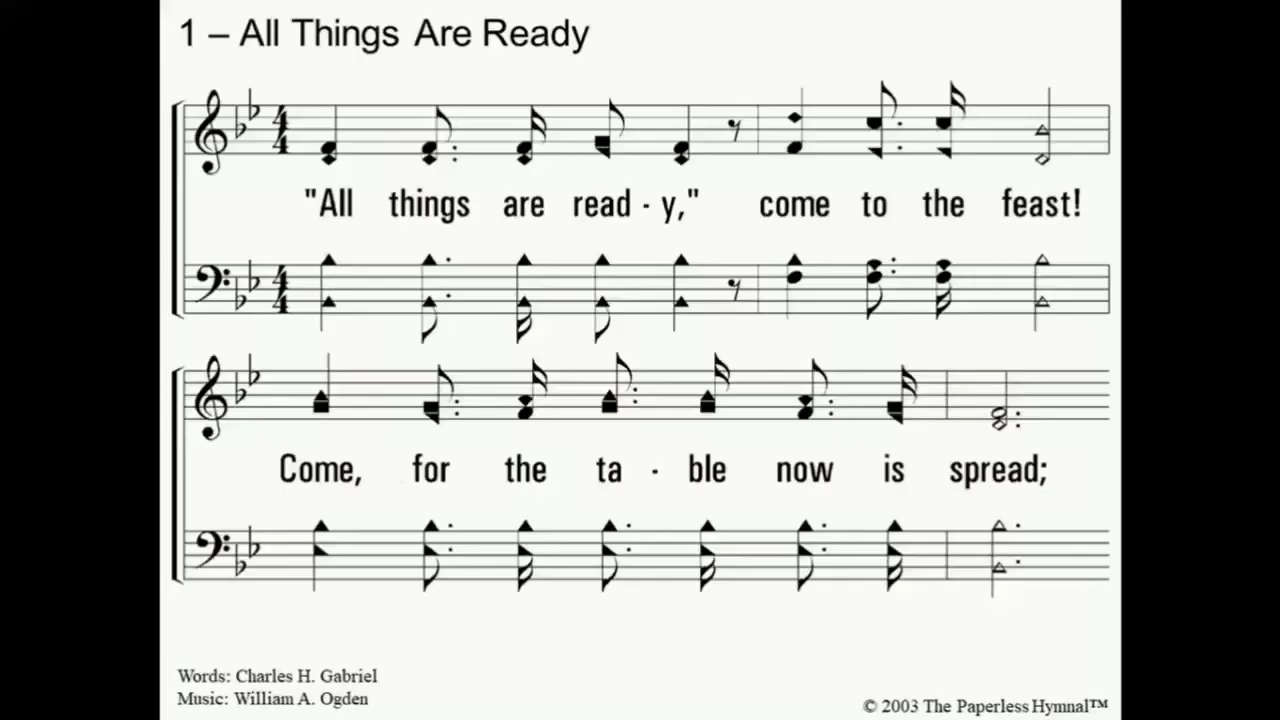 1 – All Things Are Ready
"All things are read - y," come to the feast!
Come, for the ta - ble now is spread;
Words: Charles H. Gabriel
Music: William A. Ogden
© 2003 The Paperless Hymnal™